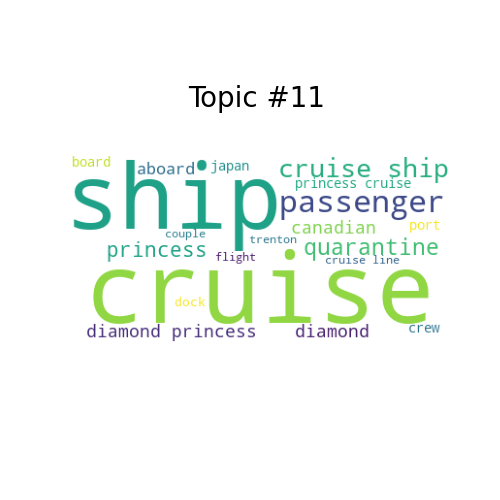 Topic #11
board
aboard
japan
ship
cruise ship
princess cruise
passenger
couple
trenton
canadian
port
princess
flight
quarantine
cruise line
cruise
dock
diamond princess
diamond
crew